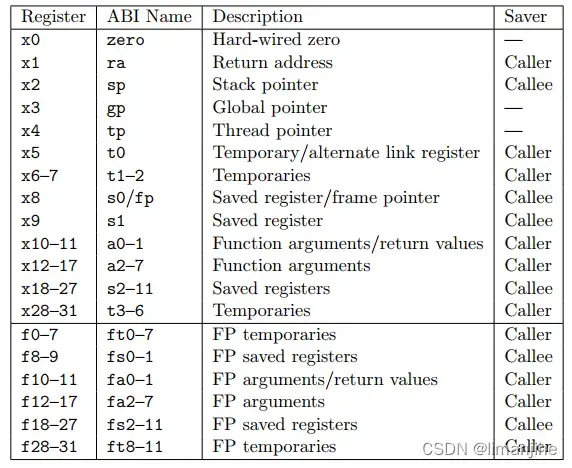 Register ABI Name Description Saver
x0 zero Hard-wired zero —
x1 ra Return address Caller
x2 sp Stack pointer Callee
x3 gp Global pointer —
x4 tp Thread pointer —
x5 t0 Temporary/alternate link register Caller
x6–7 t1–2 Temporaries Caller
x8 s0/fp Saved register/frame pointer Callee
x9 s1 Saved register Callee
x10–11 a0–1 Function arguments/return values Caller
x12–17 a2–7 Function arguments Caller
x18–27 s2–11 Saved registers Callee
x28–31 t3–6 Temporaries Caller
f0–7 ft0–7 FP temporaries Caller
f8–9 fs0–1 FP saved registers Callee
f10–11 fa0–1 FP arguments/return values Caller
f12–17 fa2–7 FP arguments Caller
f18–27 fs2–11 FP saved registers Callee
f28–31 ft8–11 FP temporaries Caller
CSDN @limanjihe